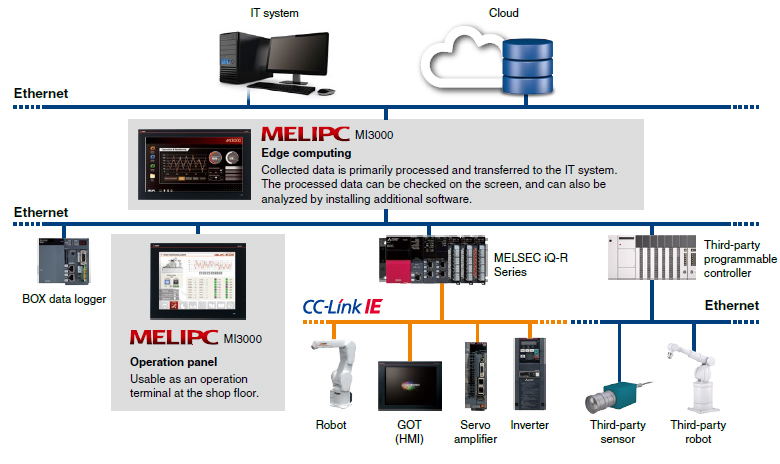 IT system
Cloud
Ethernet
MELIPC MI3000
Edge computing
Collected data is primarily processed and transferred to the IT system.
The processed data can be checked on the screen, and can also be
analyzed by installing additional software.
Ethernet
BOX data logger
MELIPC MI3000
Operation panel
Usable as an operation
terminal at the shop floor.
MELSEC iQ-R
Series
Third-party
programmable
controller
CC-Link IE
Ethernet
Robot
GOT
(HMI)
Servo
amplifier
Inverter
Third-party
sensor
Third-party
robot